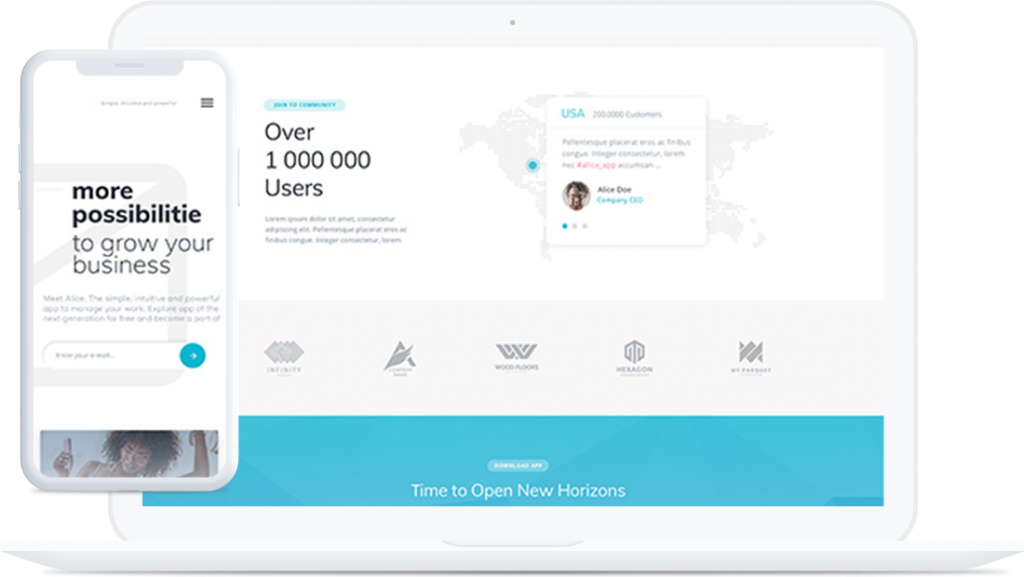 Simple, intuitive and powerful
more
possibilitie
to grow your
business
Meet Alice. The simple, intuitive and powerful
app to manage your work. Explore app of the
next generation for free and become a part of
Enter your e-mail...
JOIN TO COMMUNITY
Over
1 000 000
Users
Lorem ipsum dolor sit amet, consectetur
adipiscing elit. Pellentesque placerat eros ac
finibus congue. Integer consectetur, lorem
USA 200.0000 Customers
Pellentesque placerat eros ac finibus
congue. Integer consectetur, lorem
nec #allice_app accumsan ...
Alice Doe
Company CEO
INFINITY
COMPANY
NAME
WOOD FLOORS
HEXAGON
MY PARQUET
DOWNLOAD APP
Time to Open New Horizons